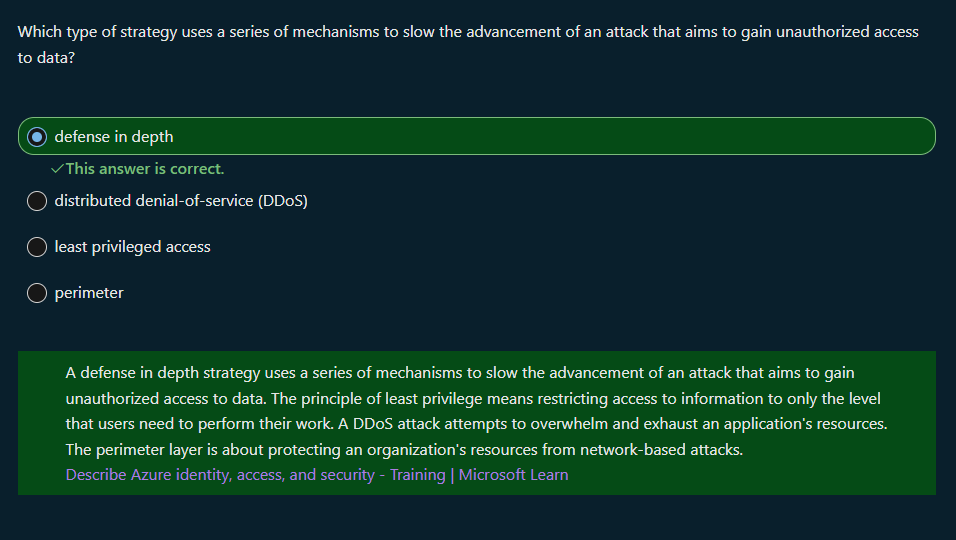 Which type of strategy uses a series of mechanisms to slow the advancement of an attack that aims to gain unauthorized access
to data?
defense in depth
✓This answer is correct.
distributed denial-of-service (DDoS)
least privileged access
perimeter
A defense in depth strategy uses a series of mechanisms to slow the advancement of an attack that aims to gain
unauthorized access to data. The principle of least privilege means restricting access to information to only the level
that users need to perform their work. A DDoS attack attempts to overwhelm and exhaust an application's resources.
The perimeter layer is about protecting an organization's resources from network-based attacks.
Describe Azure identity, access, and security - Training | Microsoft Learn